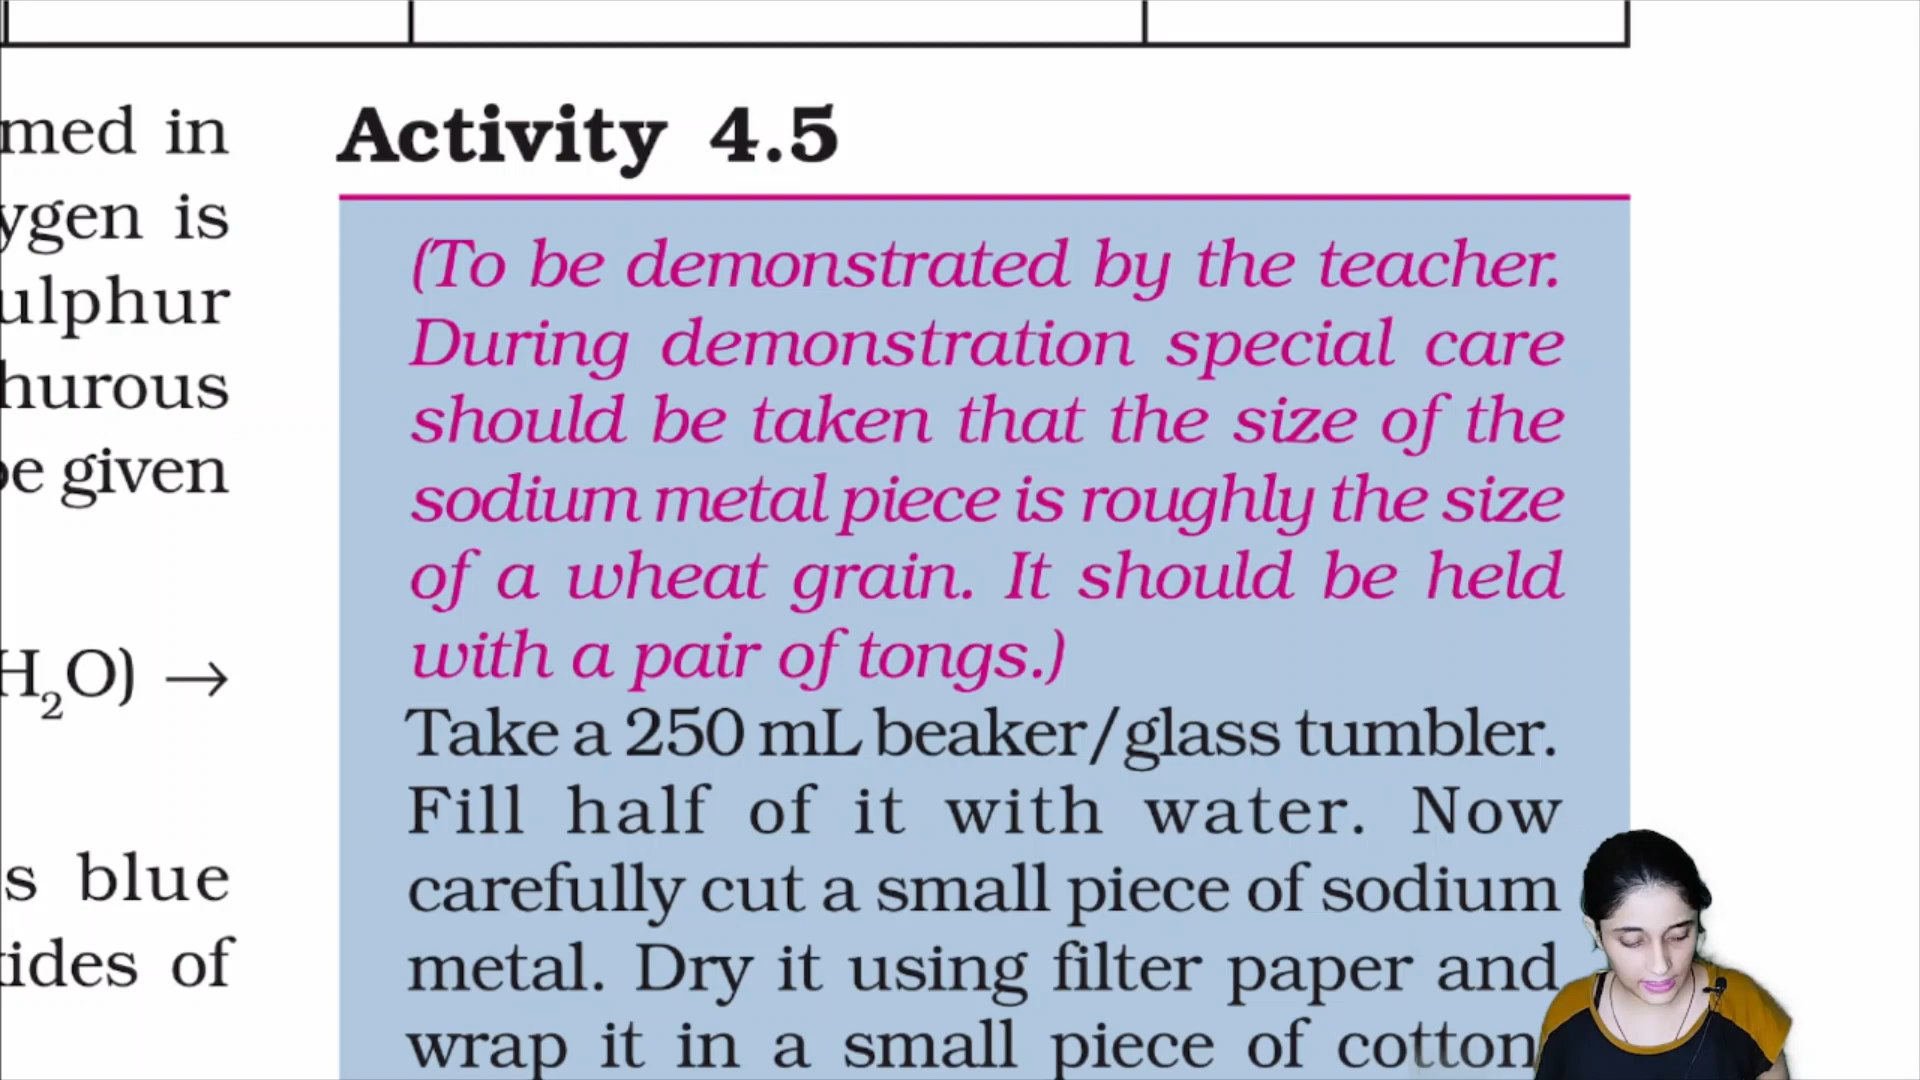 med in
ygen is
ulphur
hurous
be given
H₂O) →
s blue
ides of
Activity 4.5
(To be demonstrated by the teacher.
During demonstration special care
should be taken that the size of the
sodium metal piece is roughly the size
of a wheat grain. It should be held
with a pair of tongs.)
Take a 250 mL beaker/glass tumbler.
Fill half of it with water. Now
carefully cut a small piece of sodium
metal. Dry it using filter paper and
wrap it in a small piece of cotton